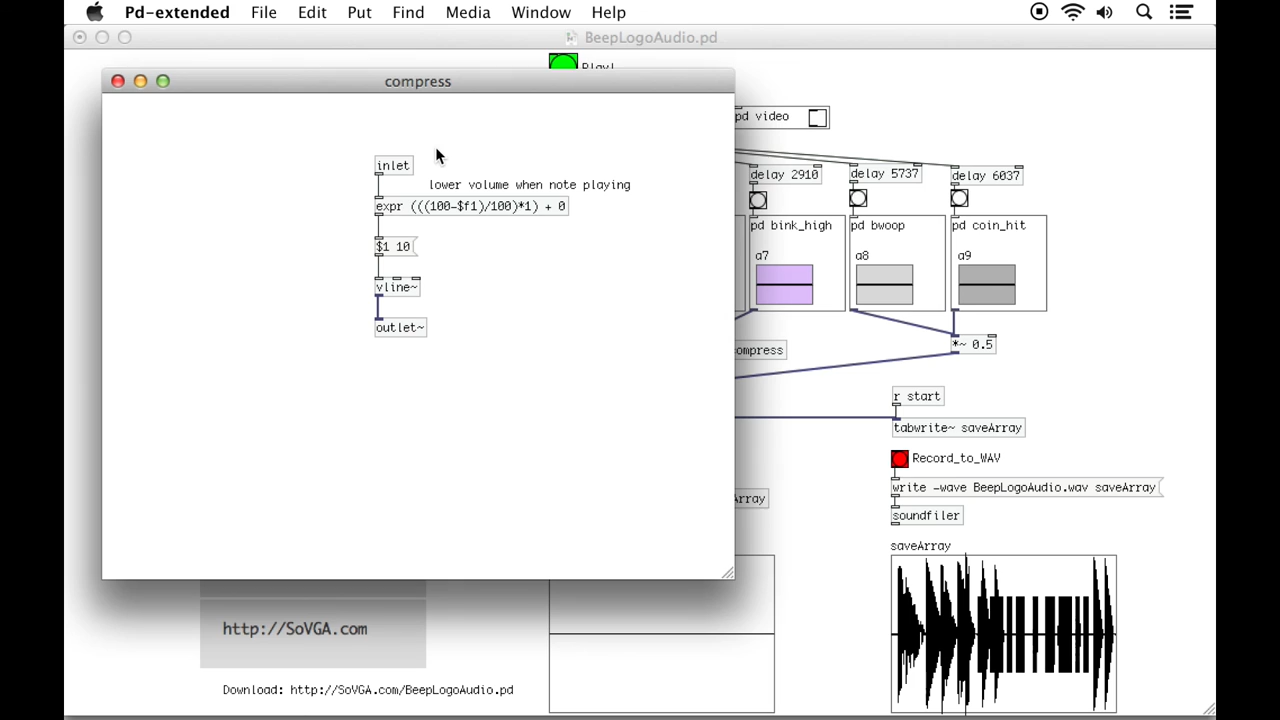 Pd-extended File Edit Put Find Media Window Help
BeepLogoAudio.pd
compress
inlet
lower volume when note playing
expr (((100-$f1)/100)*1) + 0
$1 10
vline~
outlet~
pd video
delay 2910 delay 5737 delay 6037
pd bink_high pd bwoop pd coin_hit
a7 a8 a9
*~ 0.5
compress
r start
tabwrite~ saveArray
Record_to_WAV
write -wave BeepLogoAudio.wav saveArray
Array
soundfiler
saveArray
http://SoVGA.com
Download: http://SoVGA.com/BeepLogoAudio.pd